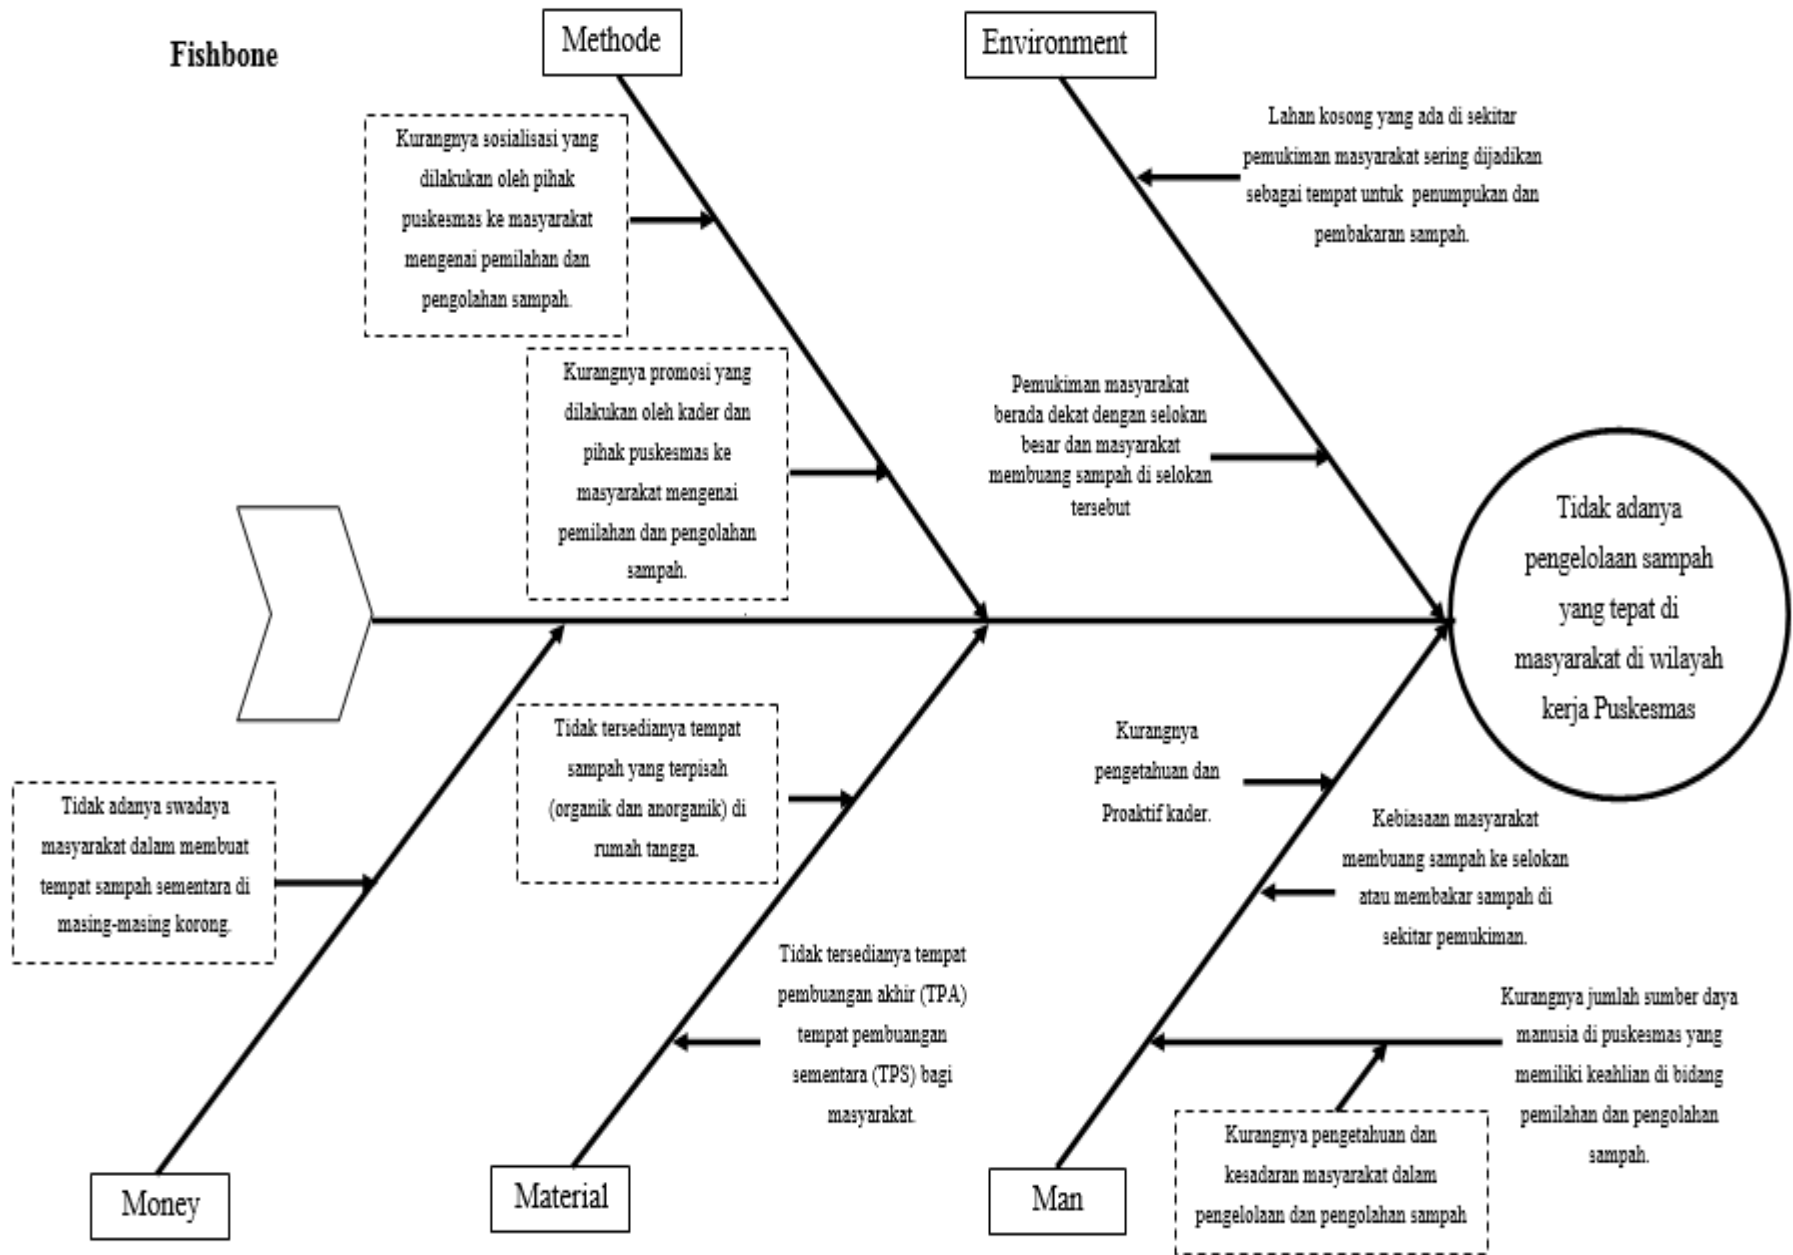 Fishbone
Methode
Environment
Kurangnya sosialisasi yang
dilakukan oleh pihak
puskesmas ke masyarakat
mengenai pemilahan dan
pengolahan sampah.
Lahan kosong yang ada di sekitar
pemukiman masyarakat sering dijadikan
sebagai tempat untuk penumpukan dan
pembakaran sampah.
Kurangnya promosi yang
dilakukan oleh kader dan
pihak puskesmas ke
masyarakat mengenai
pemilahan dan pengolahan
sampah.
Pemukiman masyarakat
berada dekat dengan selokan
besar dan masyarakat
membuang sampah di selokan
tersebut
Tidak adanya
pengelolaan sampah
yang tepat di
masyarakat di wilayah
kerja Puskesmas
Tidak adanya swadaya
masyarakat dalam membuat
tempat sampah sementara di
masing-masing korong.
Tidak tersedianya tempat
sampah yang terpisah
(organik dan anorganik) di
rumah tangga.
Tidak tersedianya tempat
pembuangan akhir (TPA)
tempat pembuangan
sementara (TPS) bagi
masyarakat.
Kurangnya
pengetahuan dan
Proaktif kader.
Kebiasaan masyarakat
membuang sampah ke selokan
atau membakar sampah di
sekitar pemukiman.
Kurangnya jumlah sumber daya
manusia di puskesmas yang
memiliki keahlian di bidang
pemilahan dan pengolahan
sampah.
Kurangnya pengetahuan dan
kesadaran masyarakat dalam
pengelolaan dan pengolahan sampah
Money
Material
Man